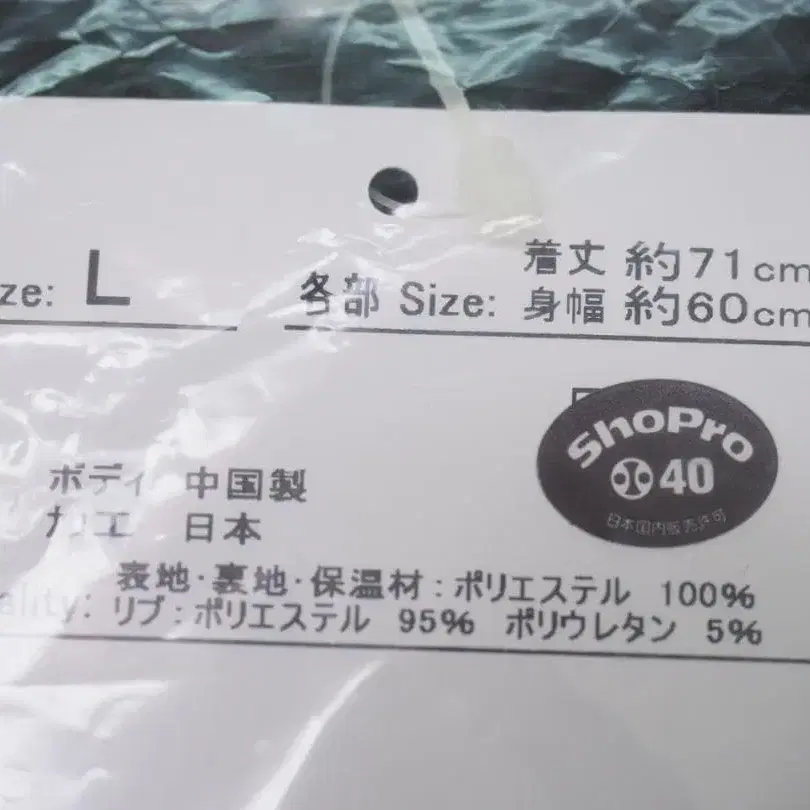 ze: L
各部 Size: 着丈 約71cm
身幅 約60cm
ShoPro
40
日本国内販売許可
ボディ 中国製
加工 日本
表地・裏地・保温材:ポリエステル 100%
ality: リブ:ポリエステル 95% ポリウレタン 5%